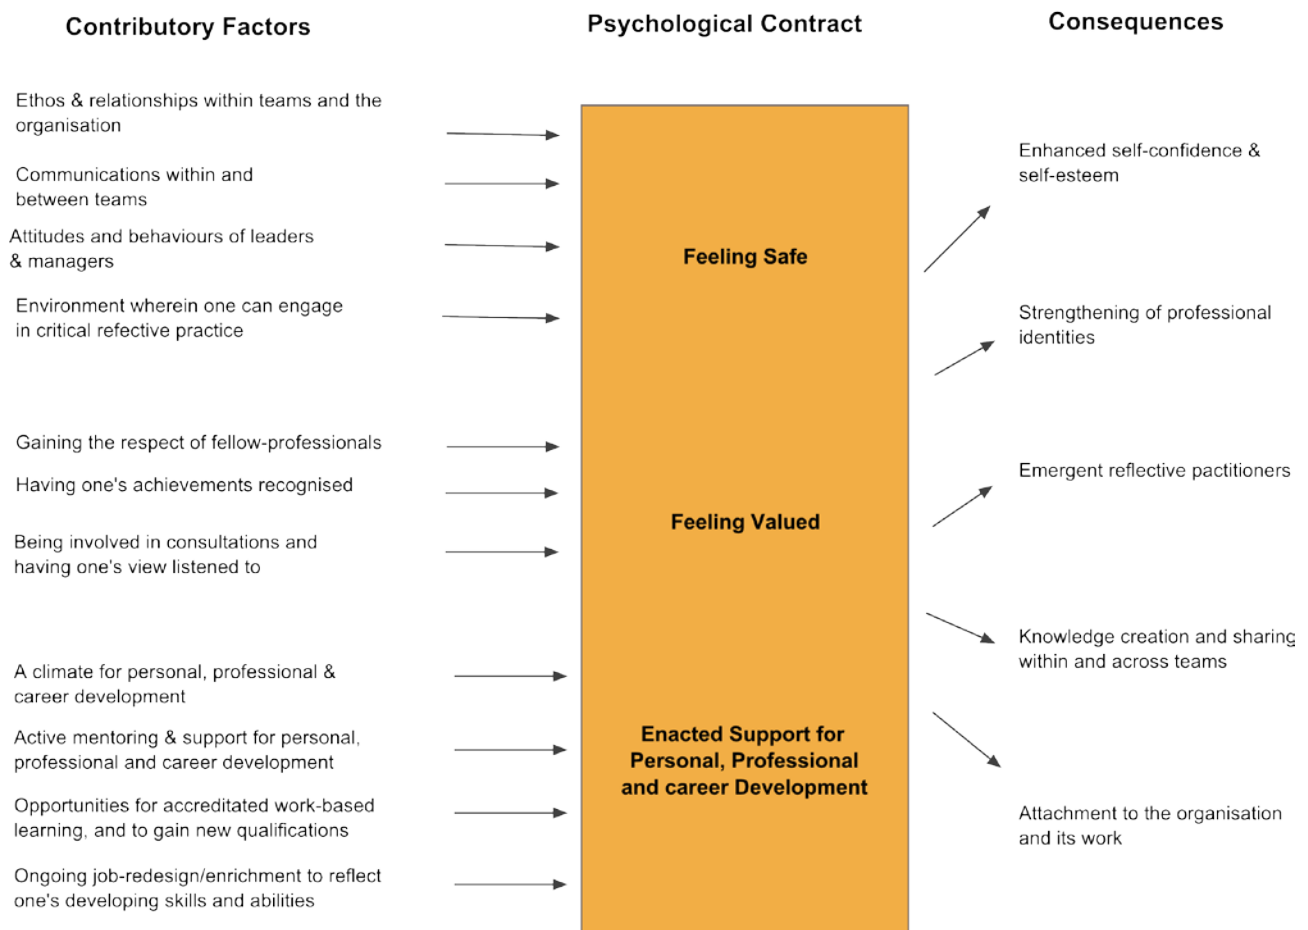 Contributory Factors
Psychological Contract
Consequences
Ethos & relationships within teams and the
organisation
Communications within and
between teams
Attitudes and behaviours of leaders
& managers
Environment wherein one can engage
in critical refective practice
Gaining the respect of fellow-professionals
Having one's achievements recognised
Being involved in consultations and
having one's view listened to
A climate for personal, professional &
career development
Active mentoring & support for personal,
professional and career development
Opportunities for accreditated work-based
learning, and to gain new qualifications
Ongoing job-redesign/enrichment to reflect
one's developing skills and abilities
Feeling Safe
Feeling Valued
Enacted Support for
Personal, Professional
and career Development
Enhanced self-confidence &
self-esteem
Strengthening of professional
identities
Emergent reflective pactitioners
Knowledge creation and sharing
within and across teams
Attachment to the organisation
and its work